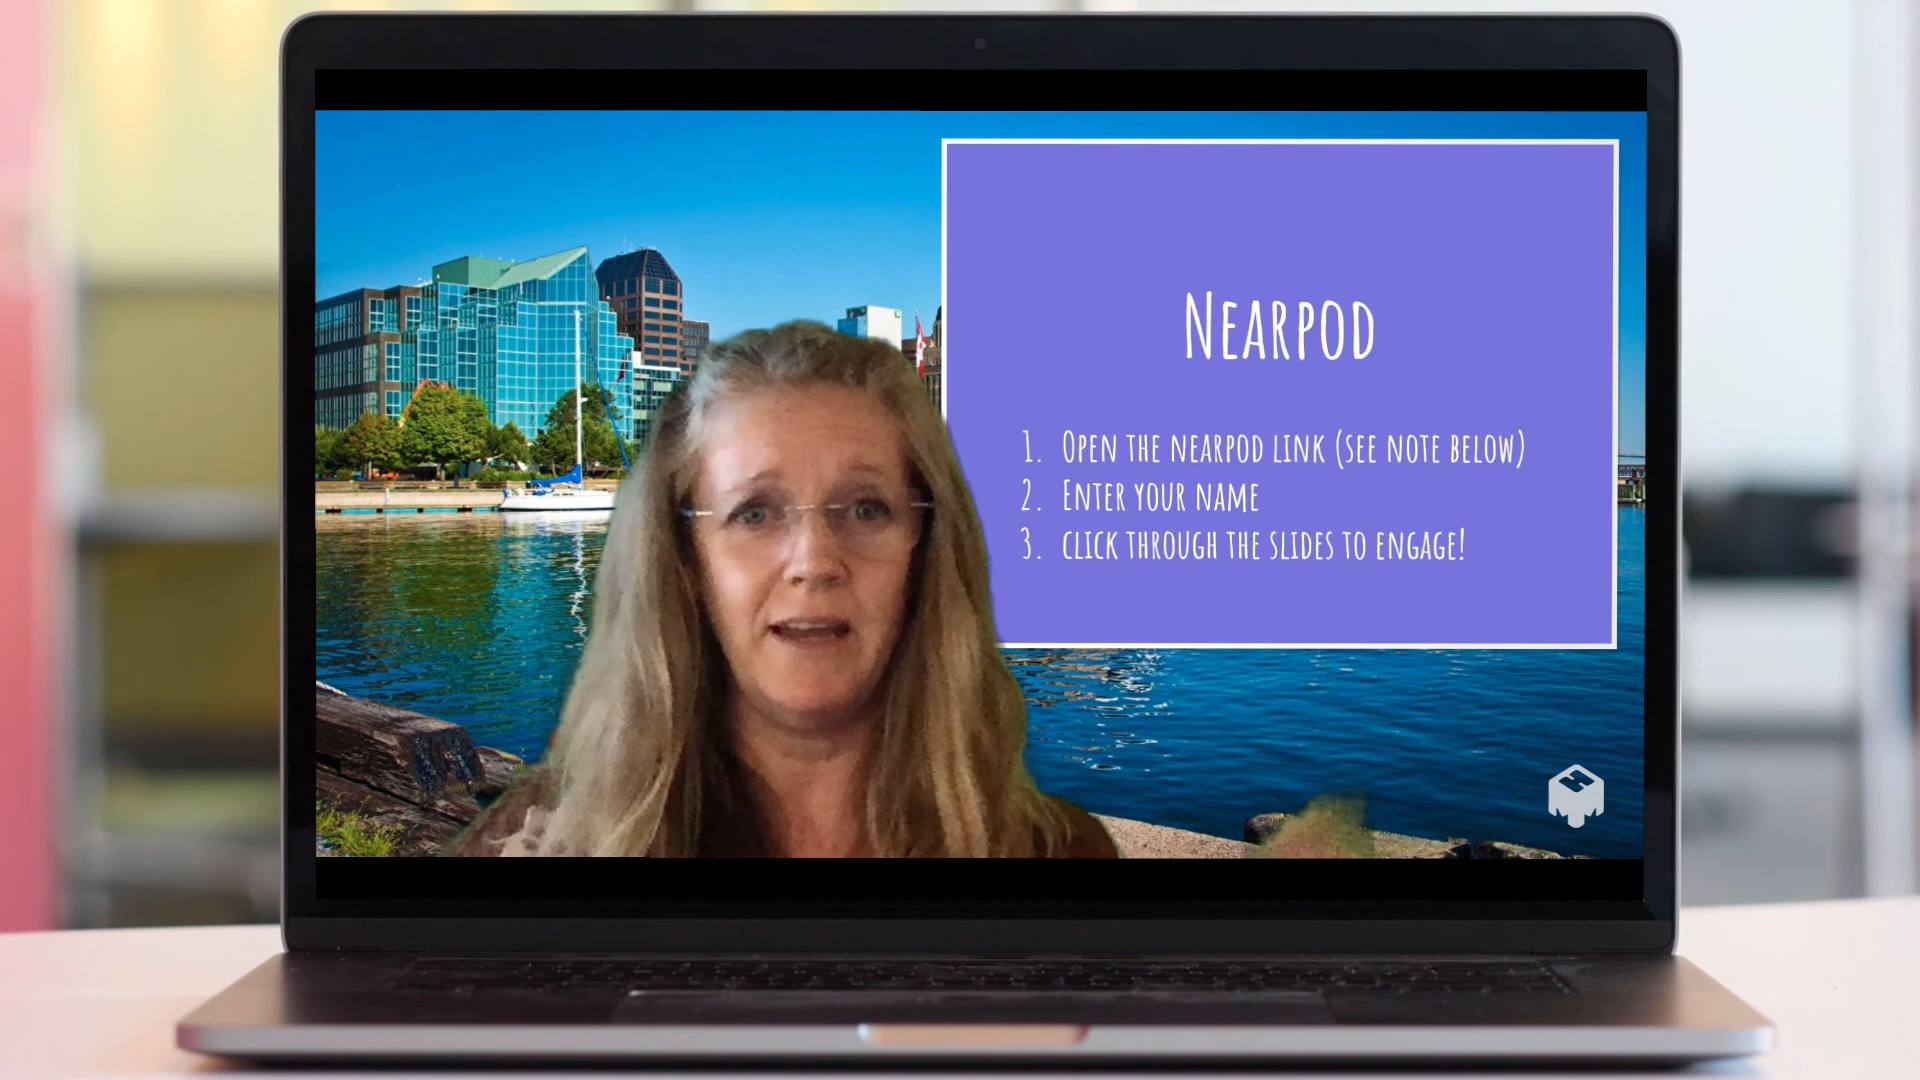 Nearpod
1. Open the nearpod link (see note below)
2. Enter your name
3. click through the slides to engage!